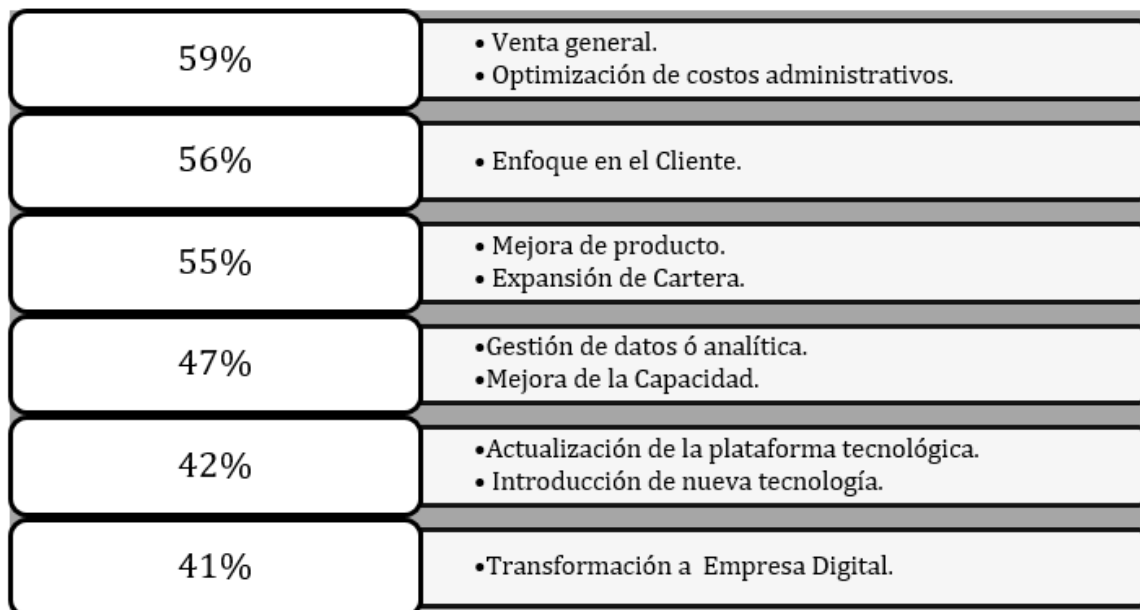 59%
• Venta general.
• Optimización de costos administrativos.
56%
• Enfoque en el Cliente.
55%
• Mejora de producto.
• Expansión de Cartera.
47%
•Gestión de datos ó analítica.
•Mejora de la Capacidad.
42%
•Actualización de la plataforma tecnológica.
• Introducción de nueva tecnología.
41%
•Transformación a  Empresa Digital.